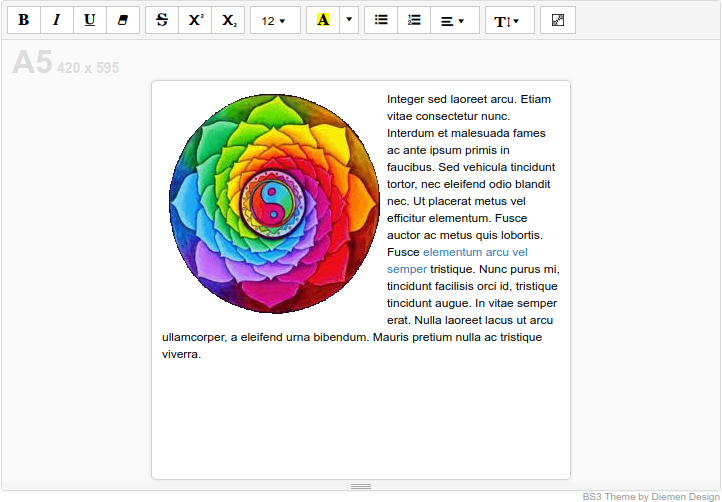 B I U S X² X₂ 12 A T
A5 420 x 595
Integer sed laoreet arcu. Etiam
vitae consectetur nunc.
Interdum et malesuada fames
ac ante ipsum primis in
faucibus. Sed vehicula tincidunt
tortor, nec eleifend odio blandit
nec. Ut placerat metus vel
efficitur elementum. Fusce
auctor ac metus quis lobortis.
Fusce elementum arcu vel
semper tristique. Nunc purus mi,
tincidunt facilisis orci id, tristique
tincidunt augue. In vitae semper
erat. Nulla laoreet lacus ut arcu
ullamcorper, a eleifend urna bibendum. Mauris pretium nulla ac tristique
viverra.
BS3 Theme by Diemen Design